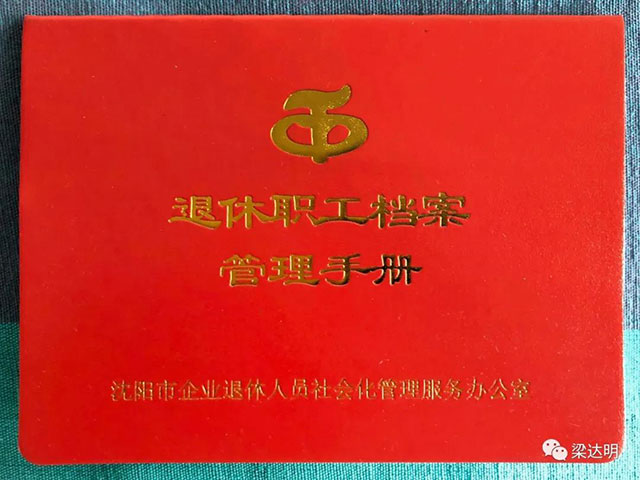 退休职工档案
管理手册
沈阳市企业退休人员社会化管理服务办公室
梁达明